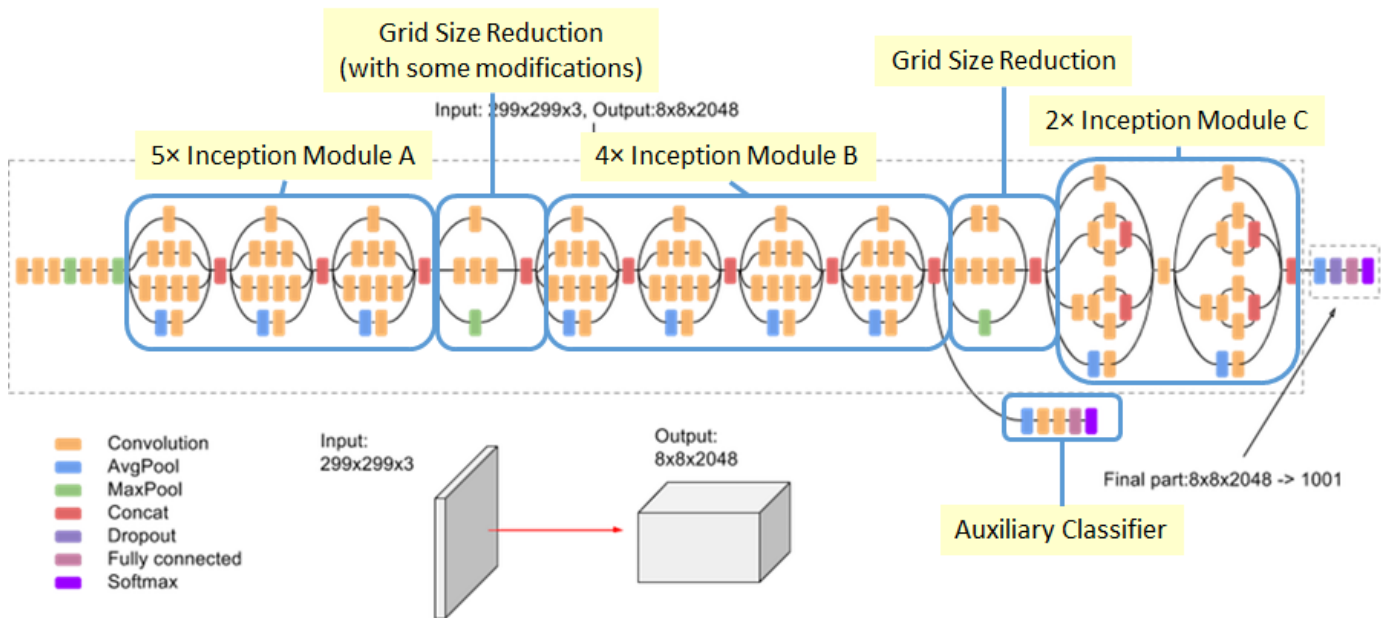 Grid Size Reduction
(with some modifications)
Grid Size Reduction
Input: 299x299x3, Output:8x8x2048
2× Inception Module C
5× Inception Module A
4× Inception Module B
Convolution
AvgPool
MaxPool
Concat
Dropout
Fully connected
Softmax
Input:
299x299x3
Output:
8x8x2048
Final part:8x8x2048 -> 1001
Auxiliary Classifier